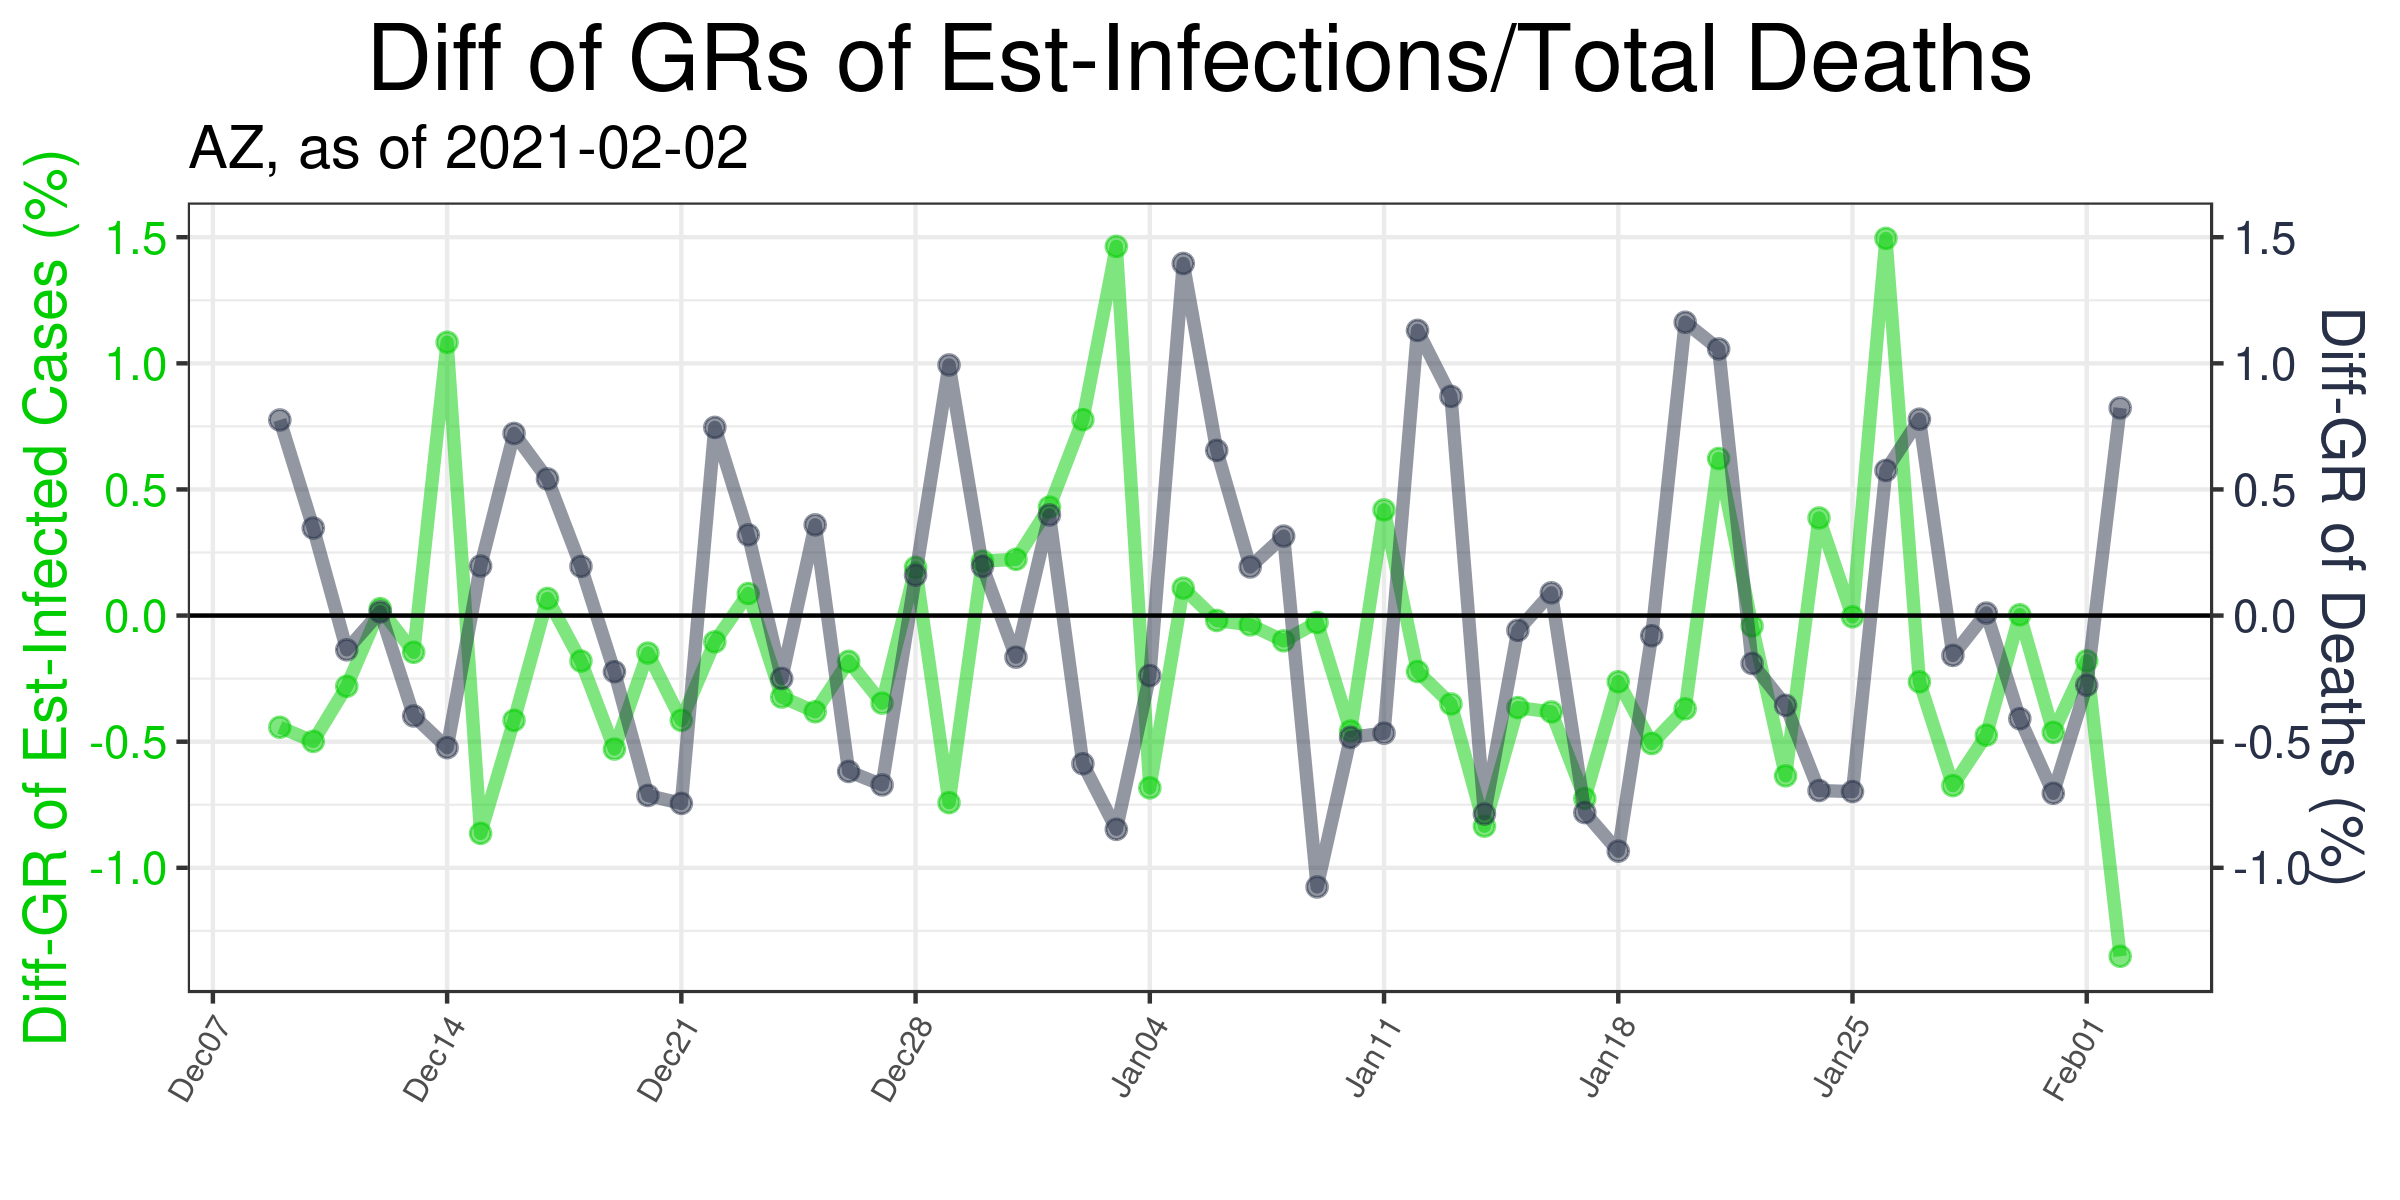 Diff of GRs of Est-Infections/Total Deaths
AZ, as of 2021-02-02
Diff-GR of Est-Infected Cases (%)
1.5
1.0
0.5
0.0
-0.5
-1.0
1.5
1.0
0.5
0.0
-0.5
-1.0
Diff-GR of Deaths (%)
Dec07
Dec14
Dec21
Dec28
Jan04
Jan11
Jan18
Jan25
Feb01